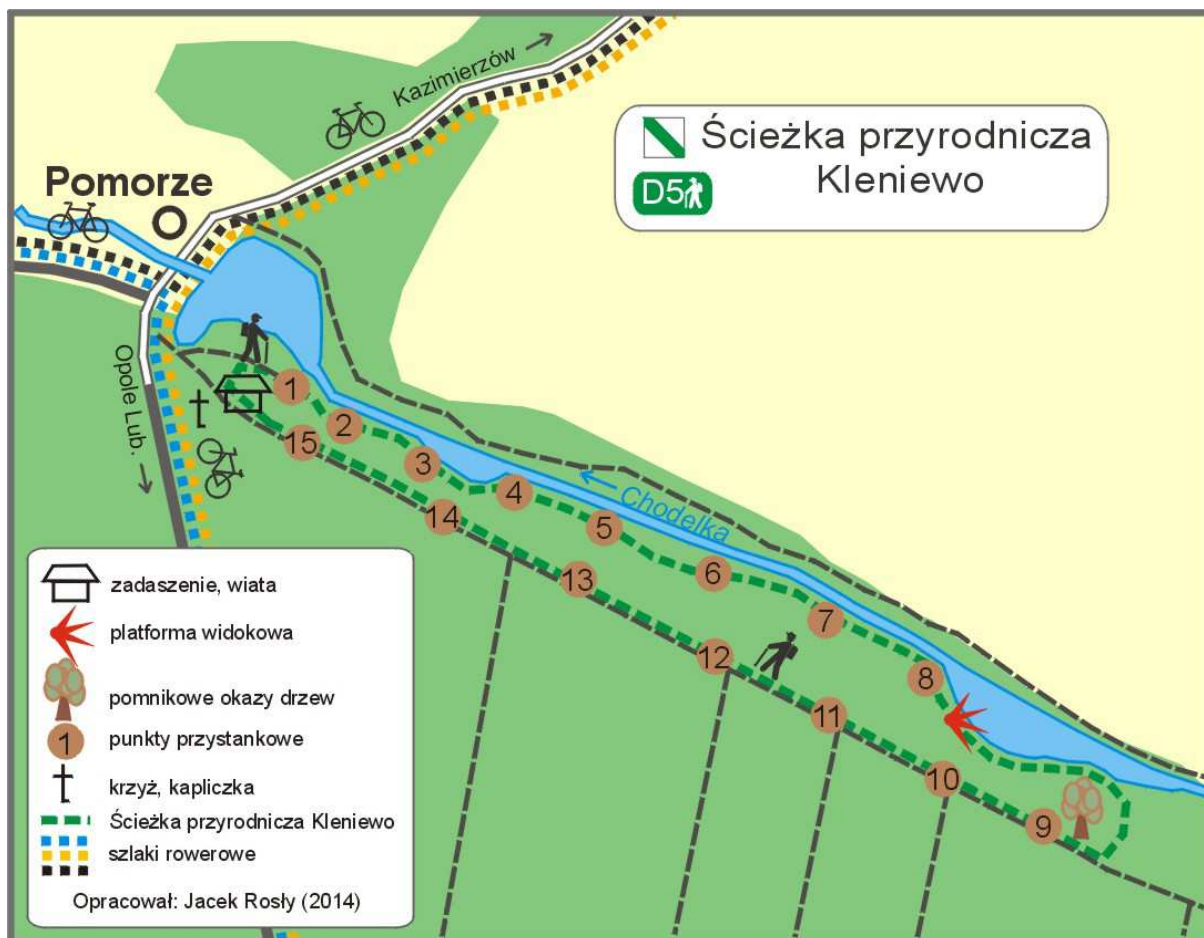 Kazimierzów
Ścieżka przyrodnicza
Kleniewo
D5
Pomorze
Opole Lub.
Chodelka
1
2
3
4
5
6
7
8
9
10
11
12
13
14
15
zadaszenie, wiata
platforma widokowa
pomnikowe okazy drzew
1 punkty przystankowe
krzyż, kapliczka
Ścieżka przyrodnicza Kleniewo
szlaki rowerowe
Opracował: Jacek Rosły (2014)